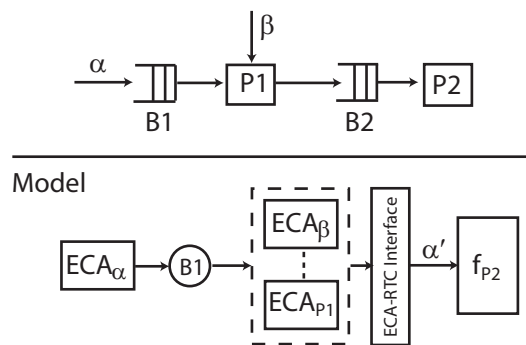 β
α
P1
P2
B1
B2
Model
ECAα
B1
ECAβ
ECAP1
ECA-RTC Interface
α′
fP2